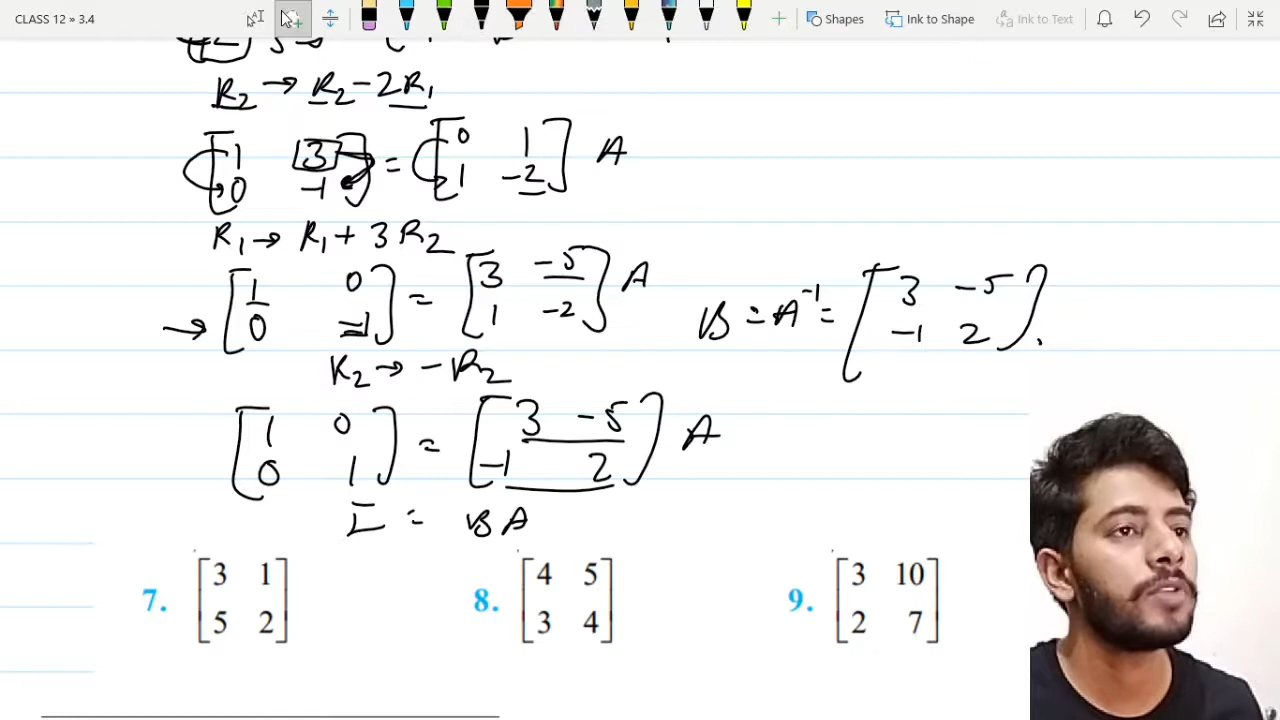 CLASS 12 » 3.4
Shapes Ink to Shape Ink to Text
R₂ → R₂ - 2R₁
[1 3
0 -1] = [0 1
1 -2] A
R₁ → R₁ + 3R₂
→ [1 0
0 -1] = [3 -5
1 -2] A
B = A⁻¹ = [3 -5
-1 2].
R₂ → -R₂
[1 0
0 1] = [3 -5
-1 2] A
I = BA
7. [3 1
5 2]
8. [4 5
3 4]
9. [3 10
2 7]